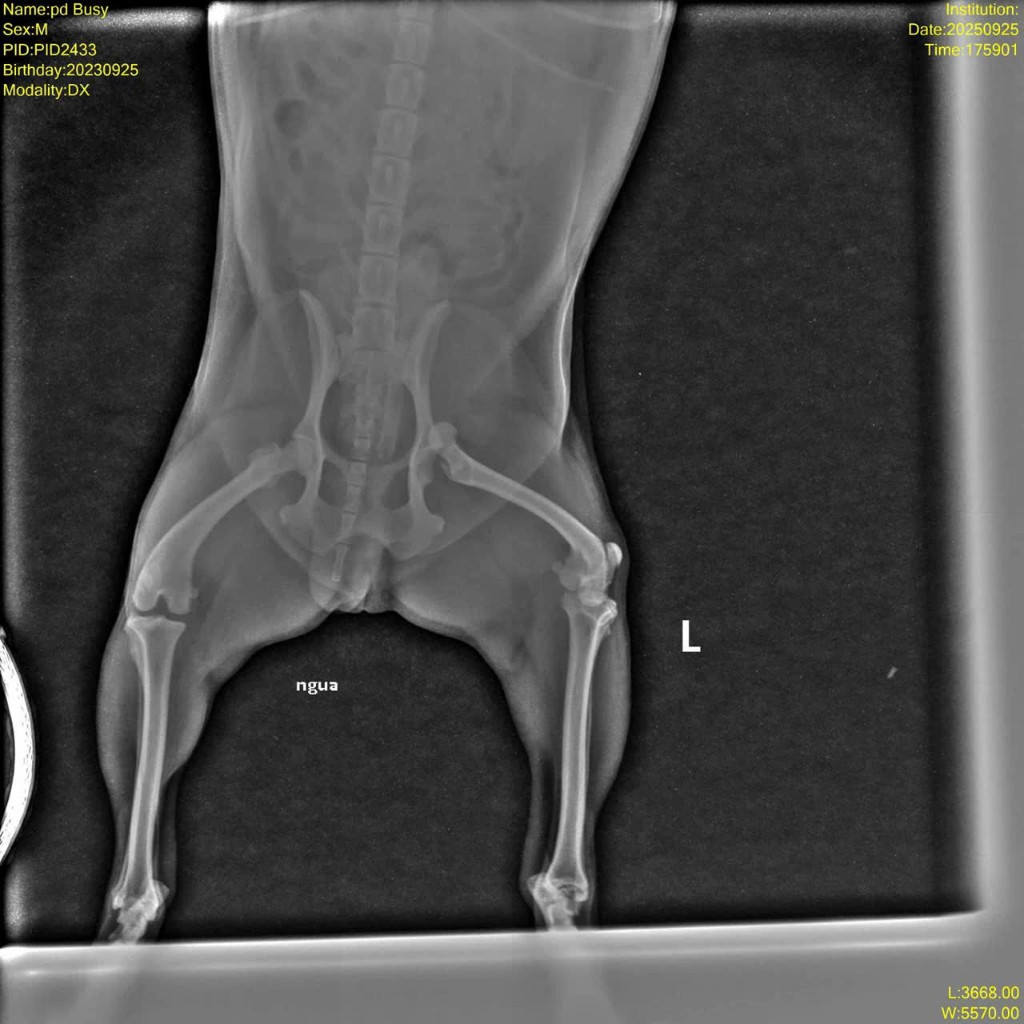 Name:pd Busy
Sex:M
PID:PID2433
Birthday:20230925
Modality:DX
Institution:
Date:20250925
Time:175901
L
ngua
L:3668.00
W:5570.00